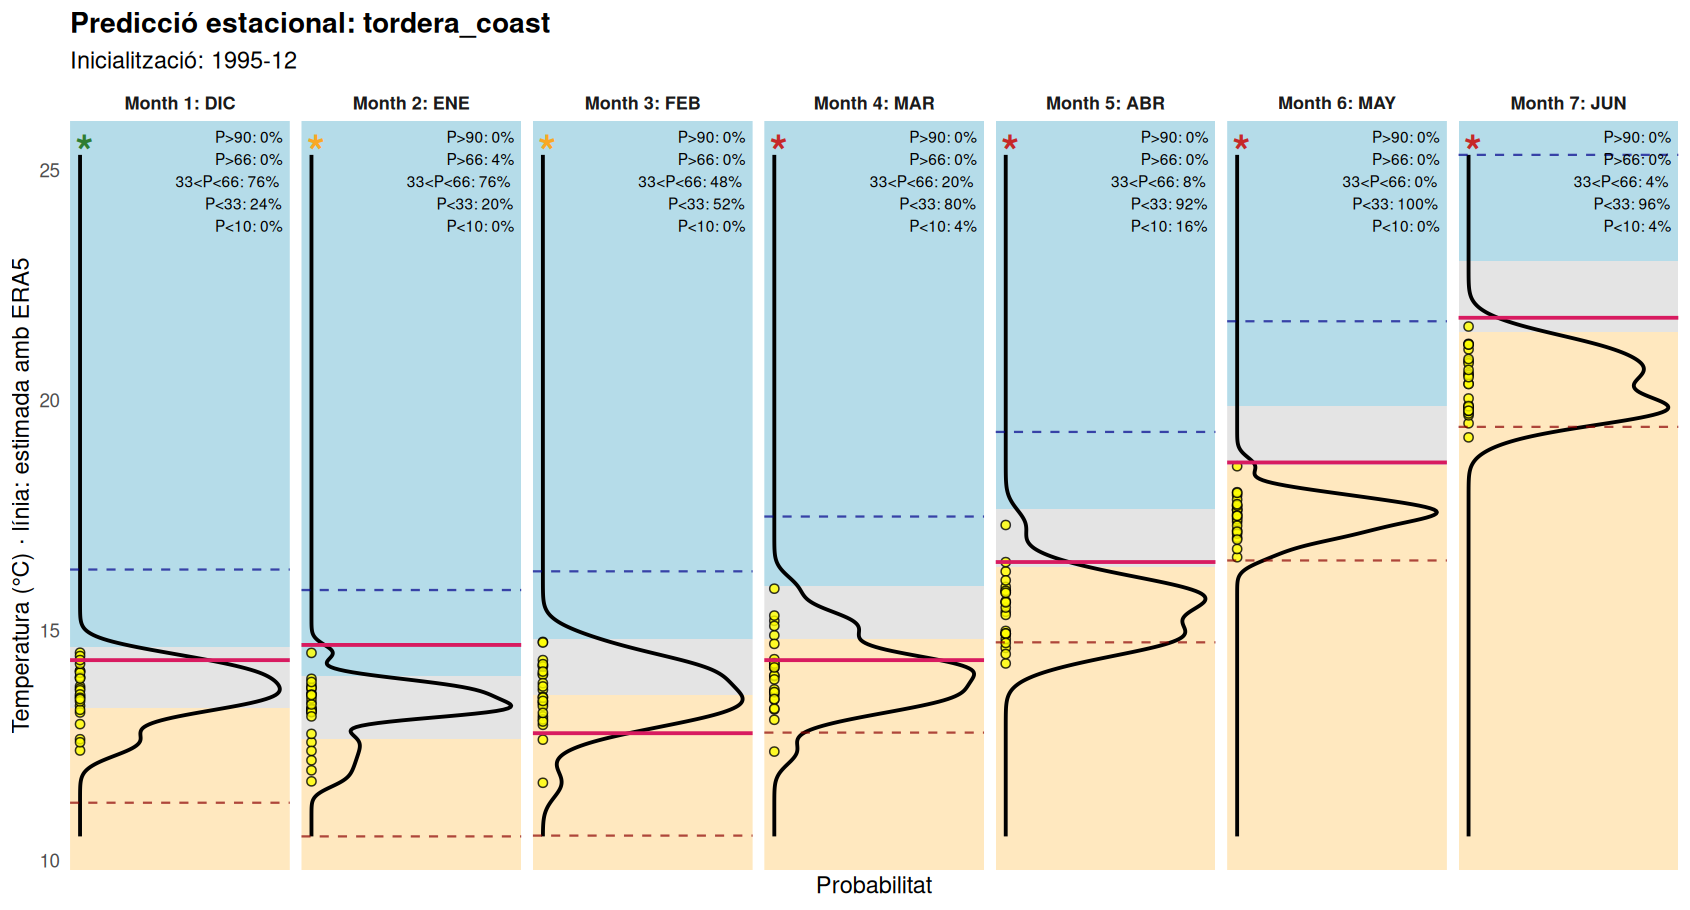 Predicció estacional: tordera_coast
Inicialització: 1995-12
Month 1: DIC
Month 2: ENE
Month 3: FEB
Month 4: MAR
Month 5: ABR
Month 6: MAY
Month 7: JUN
P>90: 0%
P>66: 0%
33<P<66: 76%
P<33: 24%
P<10: 0%
P>90: 0%
P>66: 4%
33<P<66: 76%
P<33: 20%
P<10: 0%
P>90: 0%
P>66: 0%
33<P<66: 48%
P<33: 52%
P<10: 0%
P>90: 0%
P>66: 0%
33<P<66: 20%
P<33: 80%
P<10: 4%
P>90: 0%
P>66: 0%
33<P<66: 8%
P<33: 92%
P<10: 16%
P>90: 0%
P>66: 0%
33<P<66: 0%
P<33: 100%
P<10: 0%
P>90: 0%
P>66: 0%
33<P<66: 4%
P<33: 96%
P<10: 4%
25
20
15
10
Temperatura (°C) · línia: estimada amb ERA5
Probabilitat